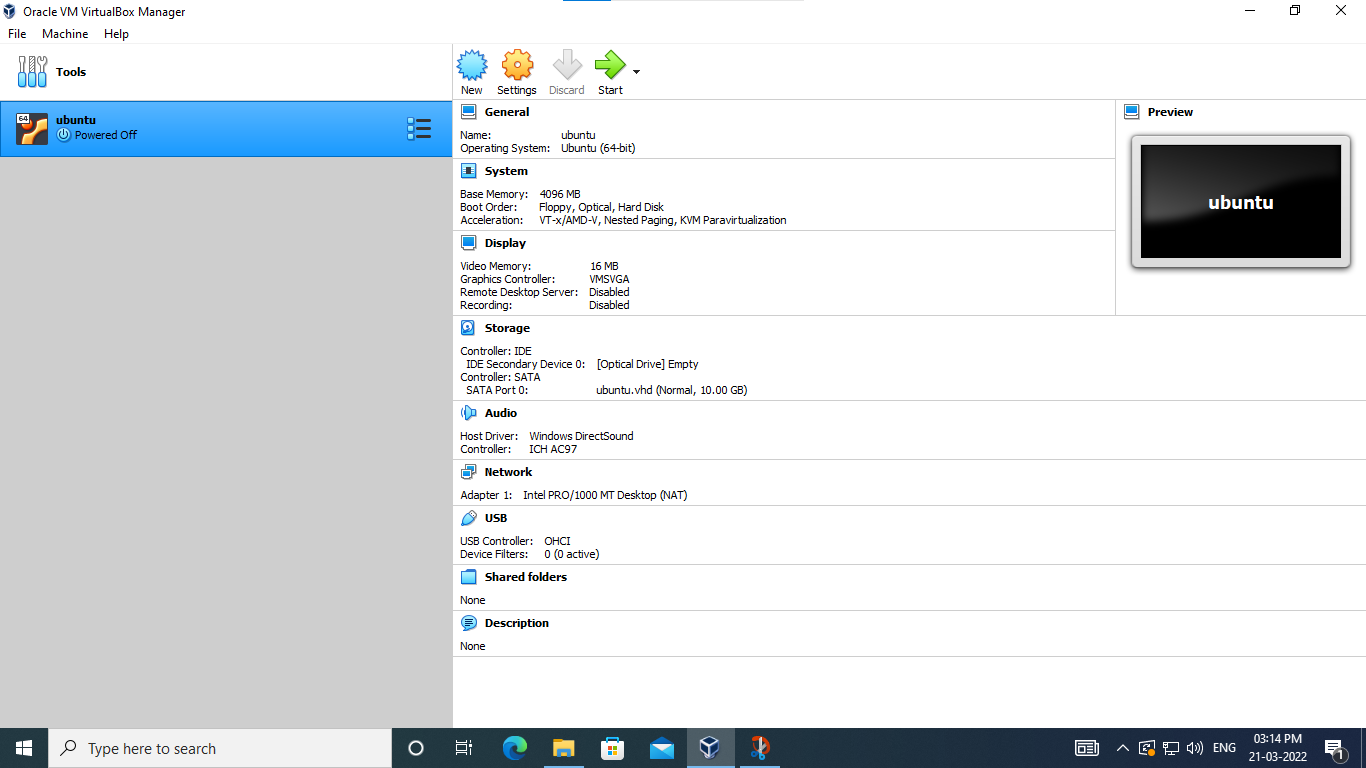 Oracle VM VirtualBox Manager
File Machine Help
Tools
New Settings Discard Start
64
ubuntu
Powered Off
General
Name: ubuntu
Operating System: Ubuntu (64-bit)
System
Base Memory: 4096 MB
Boot Order: Floppy, Optical, Hard Disk
Acceleration: VT-x/AMD-V, Nested Paging, KVM Paravirtualization
Display
Video Memory: 16 MB
Graphics Controller: VMSVGA
Remote Desktop Server: Disabled
Recording: Disabled
Preview
ubuntu
Storage
Controller: IDE
IDE Secondary Device 0: [Optical Drive] Empty
Controller: SATA
SATA Port 0: ubuntu.vhd (Normal, 10.00 GB)
Audio
Host Driver: Windows DirectSound
Controller: ICH AC97
Network
Adapter 1: Intel PRO/1000 MT Desktop (NAT)
USB
USB Controller: OHCI
Device Filters: 0 (0 active)
Shared folders
None
Description
None
Type here to search
ENG
03:14 PM
21-03-2022
1